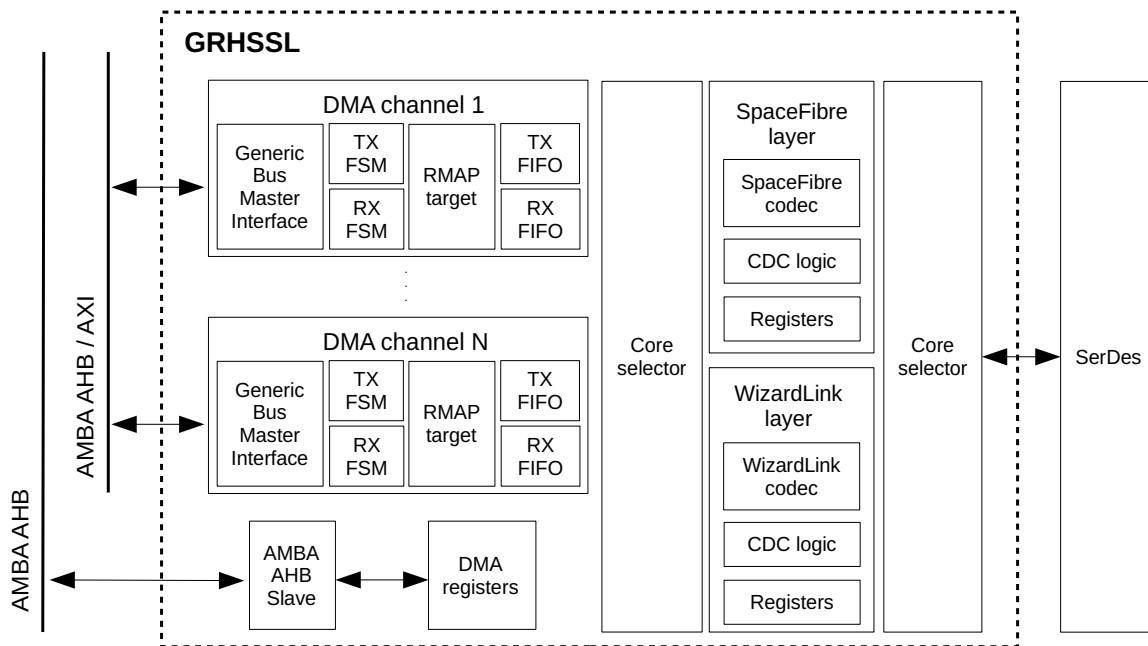 GRHSSL
DMA channel 1
Generic
Bus
Master
Interface
TX
FSM
RX
FSM
RMAP
target
TX
FIFO
RX
FIFO
DMA channel N
Generic
Bus
Master
Interface
TX
FSM
RX
FSM
RMAP
target
TX
FIFO
RX
FIFO
AMBA
AHB
Slave
DMA
registers
Core
selector
SpaceFibre
layer
SpaceFibre
codec
CDC logic
Registers
WizardLink
layer
WizardLink
codec
CDC logic
Registers
Core
selector
SerDes
AMBA AHB / AXI
AMBA AHB